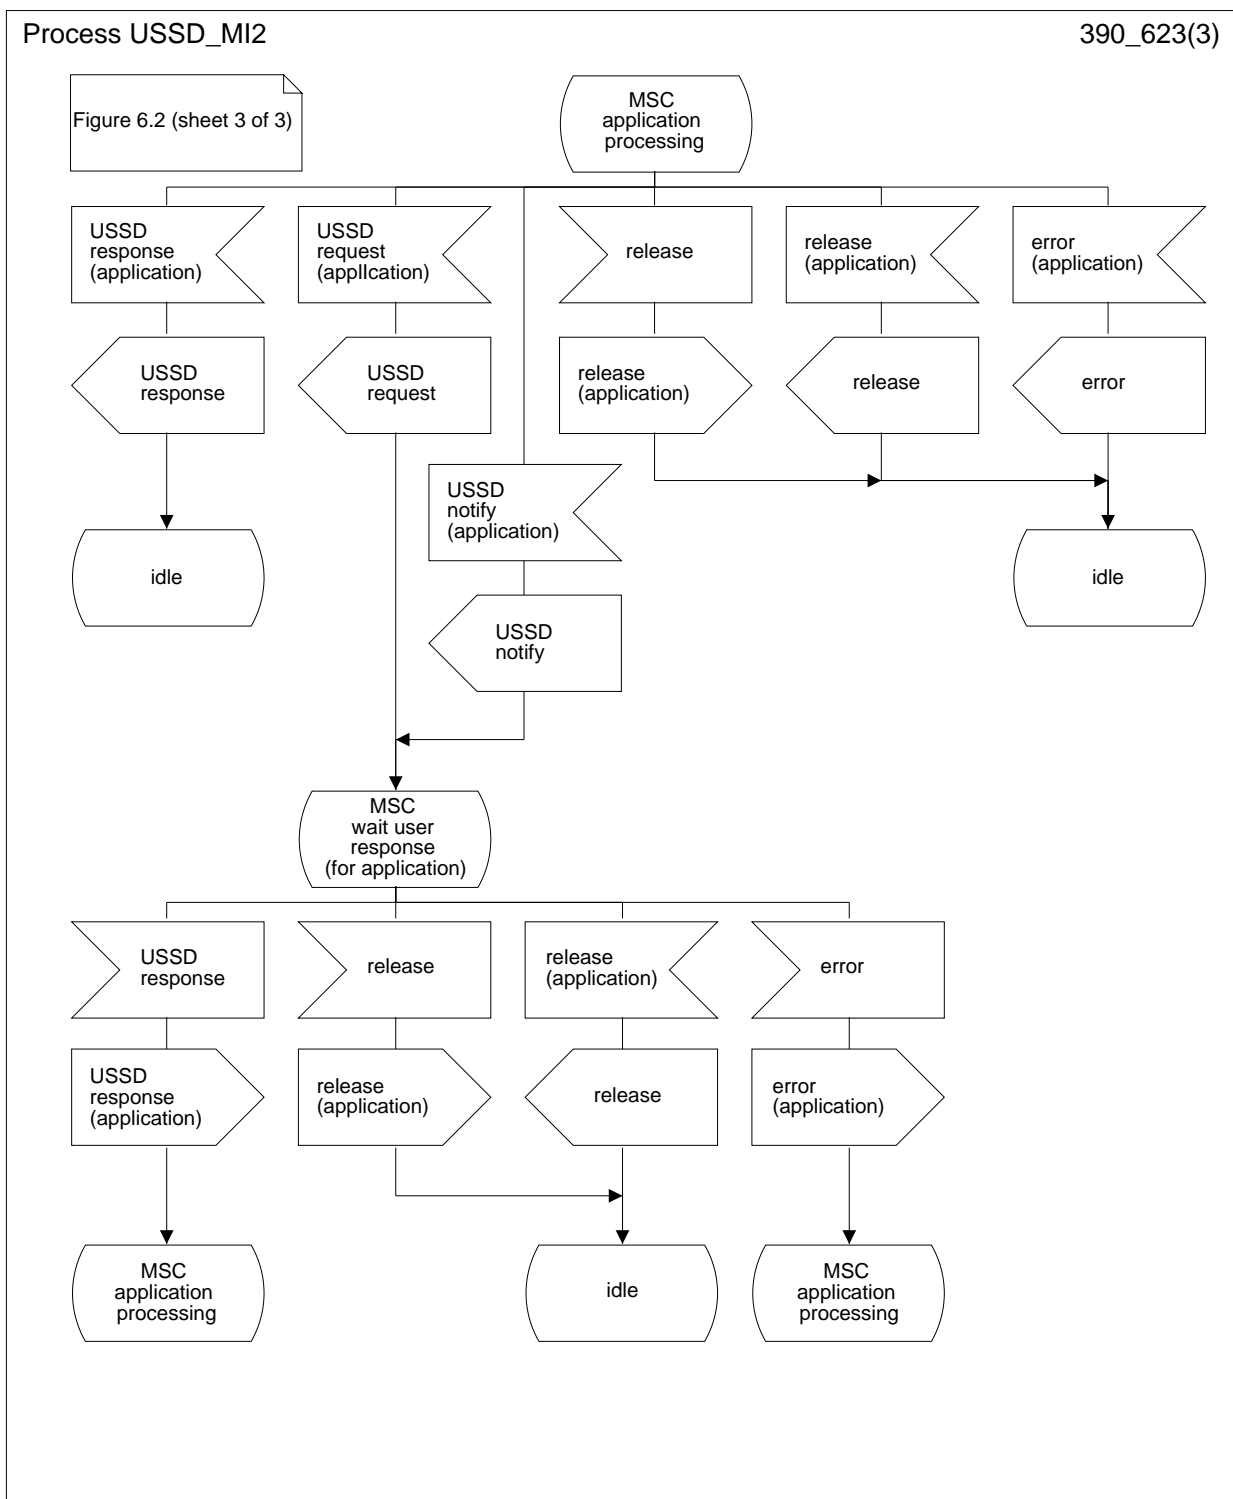 Process USSD_MI2
390_623(3)
Figure 6.2 (sheet 3 of 3)
MSC
application
processing
USSD
response
(application)
USSD
request
(applIcation)
release
release
(application)
error
(application)
USSD
response
USSD
request
release
(application)
release
error
USSD
notify
(application)
idle
idle
USSD
notify
MSC
wait user
response
(for application)
USSD
response
release
release
(application)
error
USSD
response
(application)
release
(application)
release
error
(application)
MSC
application
processing
idle
MSC
application
processing